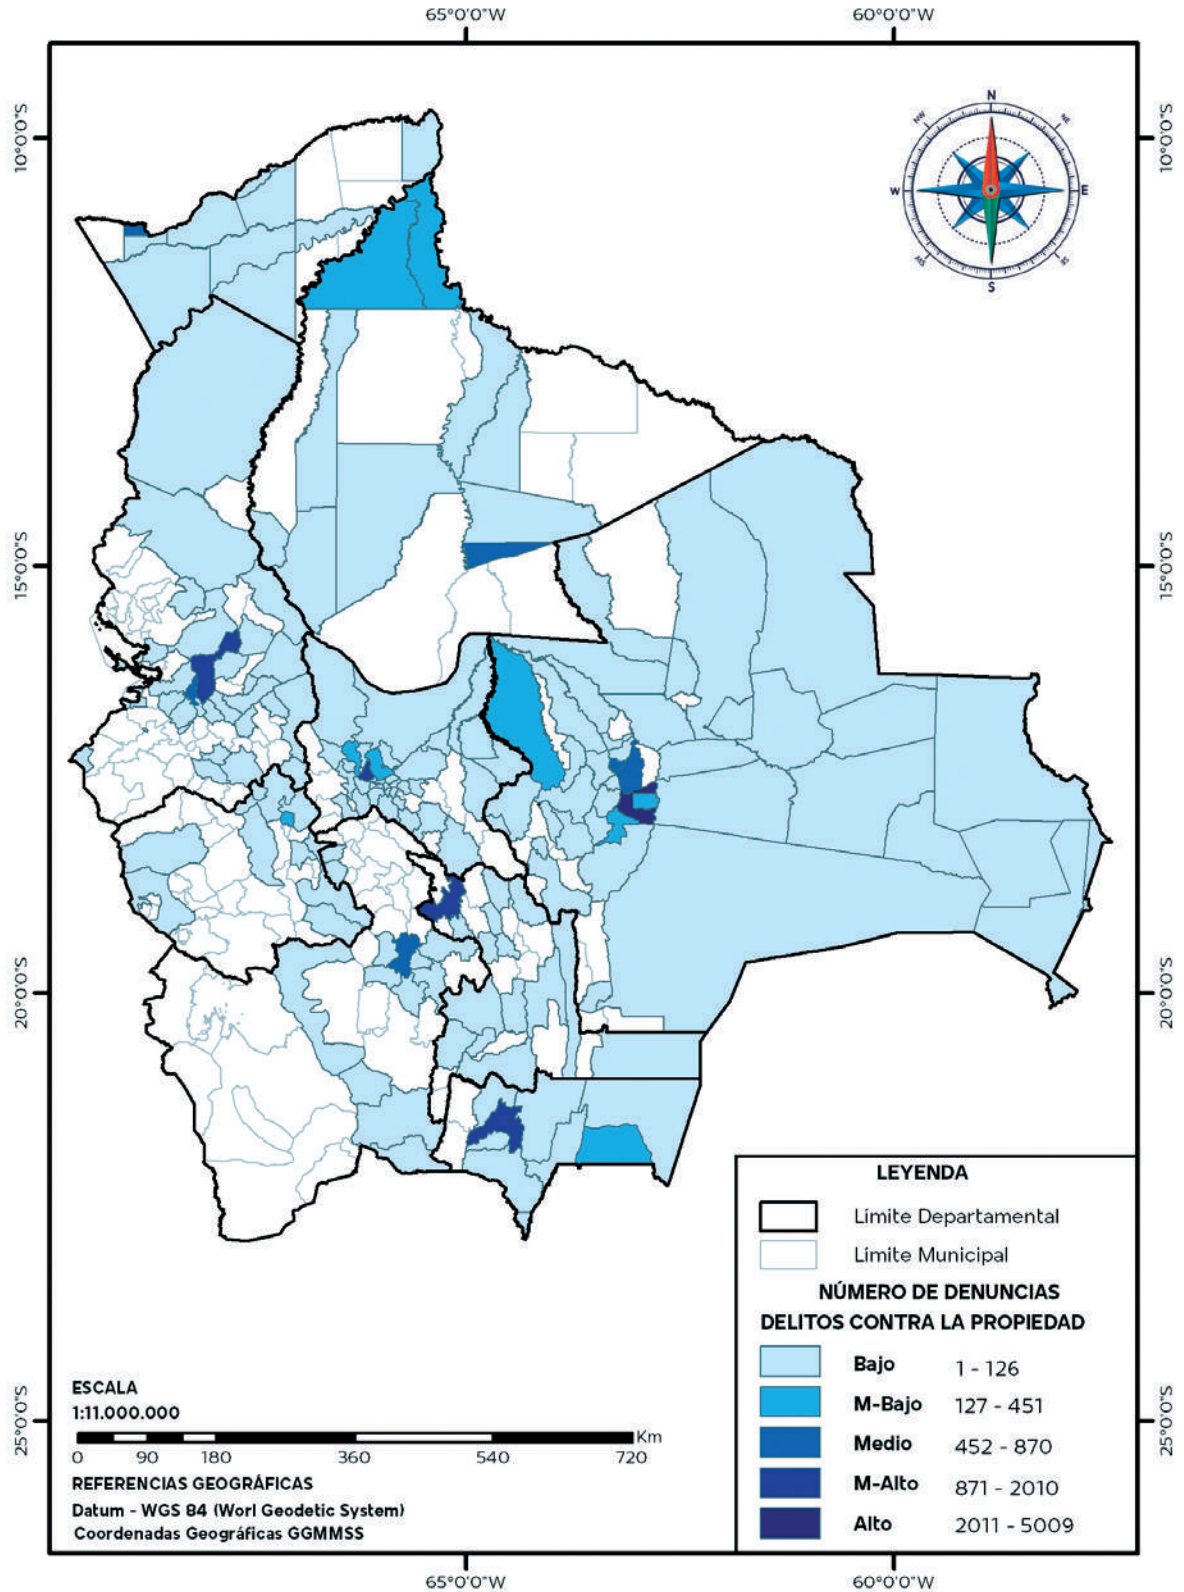 65°0'0"W 60°0'0"W
10°0'0"S 10°0'0"S
N
NW NE
W E
S
15°0'0"S 15°0'0"S
20°0'0"S 20°0'0"S
25°0'0"S 25°0'0"S
LEYENDA
Límite Departamental
Límite Municipal
NÚMERO DE DENUNCIAS
DELITOS CONTRA LA PROPIEDAD
Bajo 1 - 126
M-Bajo 127 - 451
Medio 452 - 870
M-Alto 871 - 2010
Alto 2011 - 5009
ESCALA
1:11.000.000
0 90 180 360 540 720 Km
REFERENCIAS GEOGRÁFICAS
Datum - WGS 84 (Worl Geodetic System)
Coordenadas Geográficas GGMMSS
65°0'0"W 60°0'0"W